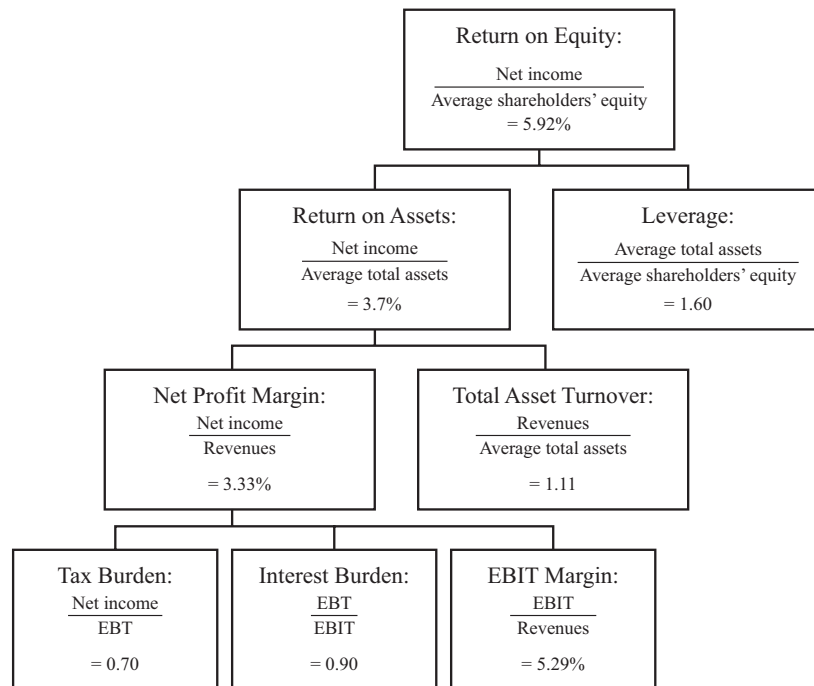 Return on Equity:
Net income
Average shareholders’ equity
= 5.92%
Return on Assets:
Net income
Average total assets
= 3.7%
Leverage:
Average total assets
Average shareholders’ equity
= 1.60
Net Profit Margin:
Net income
Revenues
= 3.33%
Total Asset Turnover:
Revenues
Average total assets
= 1.11
Tax Burden:
Net income
EBT
= 0.70
Interest Burden:
EBT
EBIT
= 0.90
EBIT Margin:
EBIT
Revenues
= 5.29%